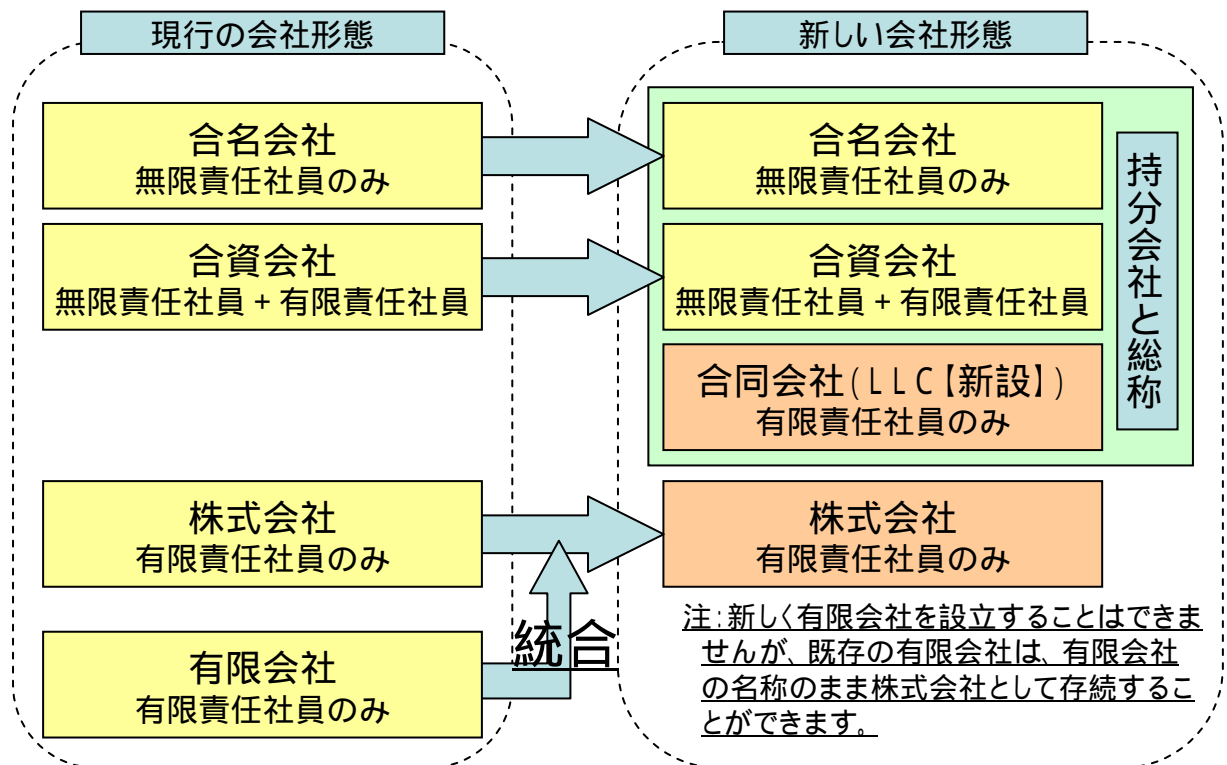 現行の会社形態
合名会社
無限責任社員のみ
合資会社
無限責任社員+有限責任社員
株式会社
有限責任社員のみ
有限会社
有限責任社員のみ
統合
新しい会社形態
合名会社
無限責任社員のみ
合資会社
無限責任社員+有限責任社員
合同会社(LLC【新設】)
有限責任社員のみ
持分会社と総称
株式会社
有限責任社員のみ
注:新しく有限会社を設立することはできま
せんが、既存の有限会社は、有限会社
の名称のまま株式会社として存続するこ
とができます。